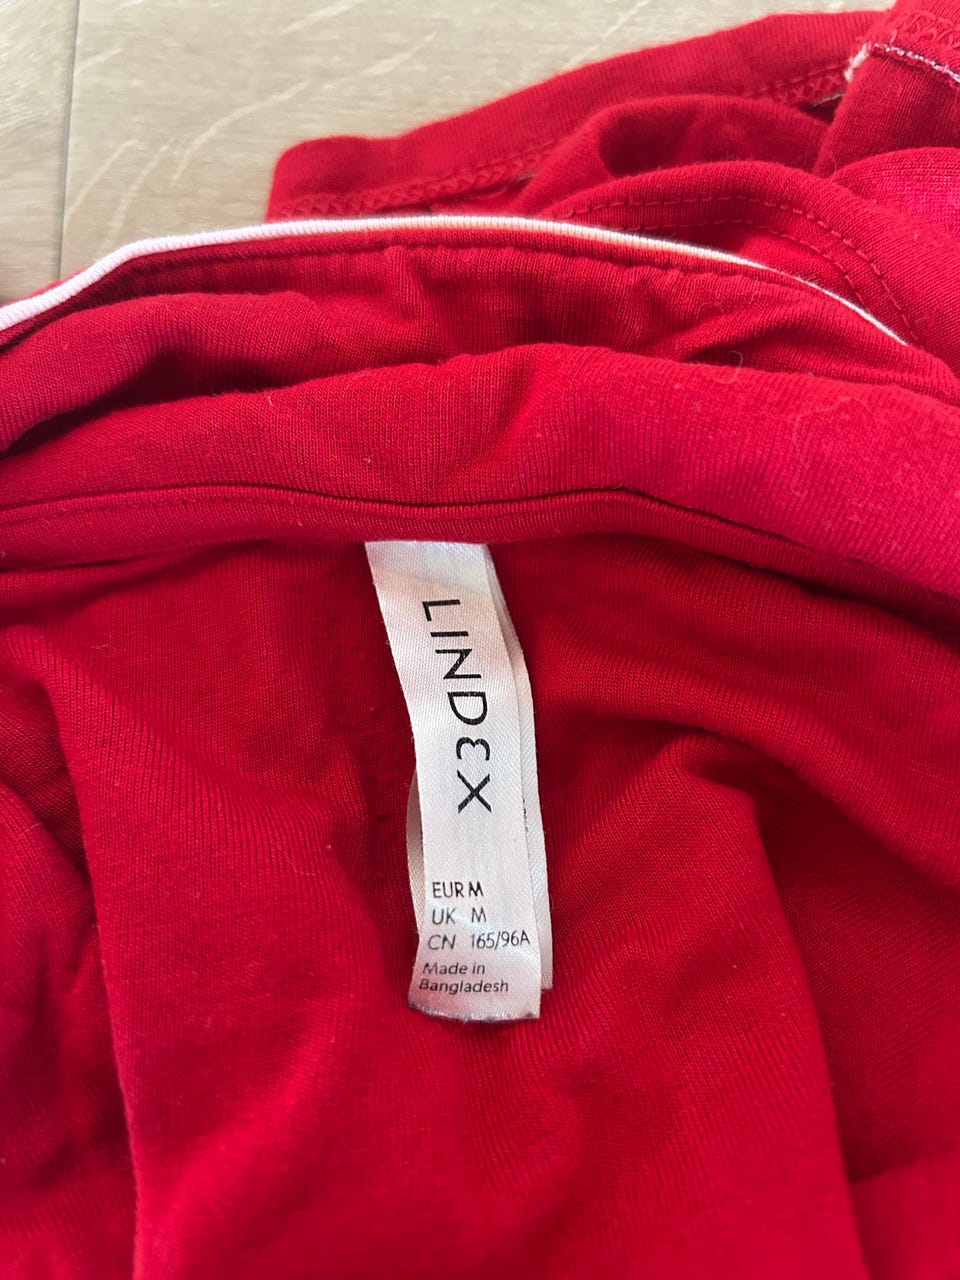 LINDEX
EUR M
UK M
CN 165/96A
Made in
Bangladesh